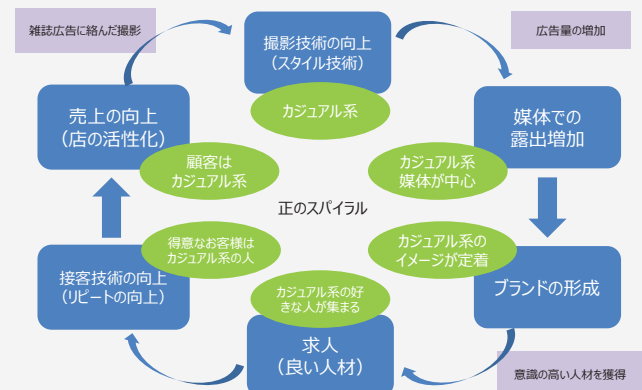 雑誌広告に絡んだ撮影
撮影技術の向上
（スタイル技術）
カジュアル系
広告量の増加
売上の向上
（店の活性化）
顧客は
カジュアル系
カジュアル系
媒体が中心
媒体での
露出増加
正のスパイラル
得意なお客様は
カジュアル系の人
接客技術の向上
（リピートの向上）
カジュアル系の
イメージが定着
ブランドの形成
カジュアル系の好
きな人が集まる
求人
（良い人材）
意識の高い人材を獲得